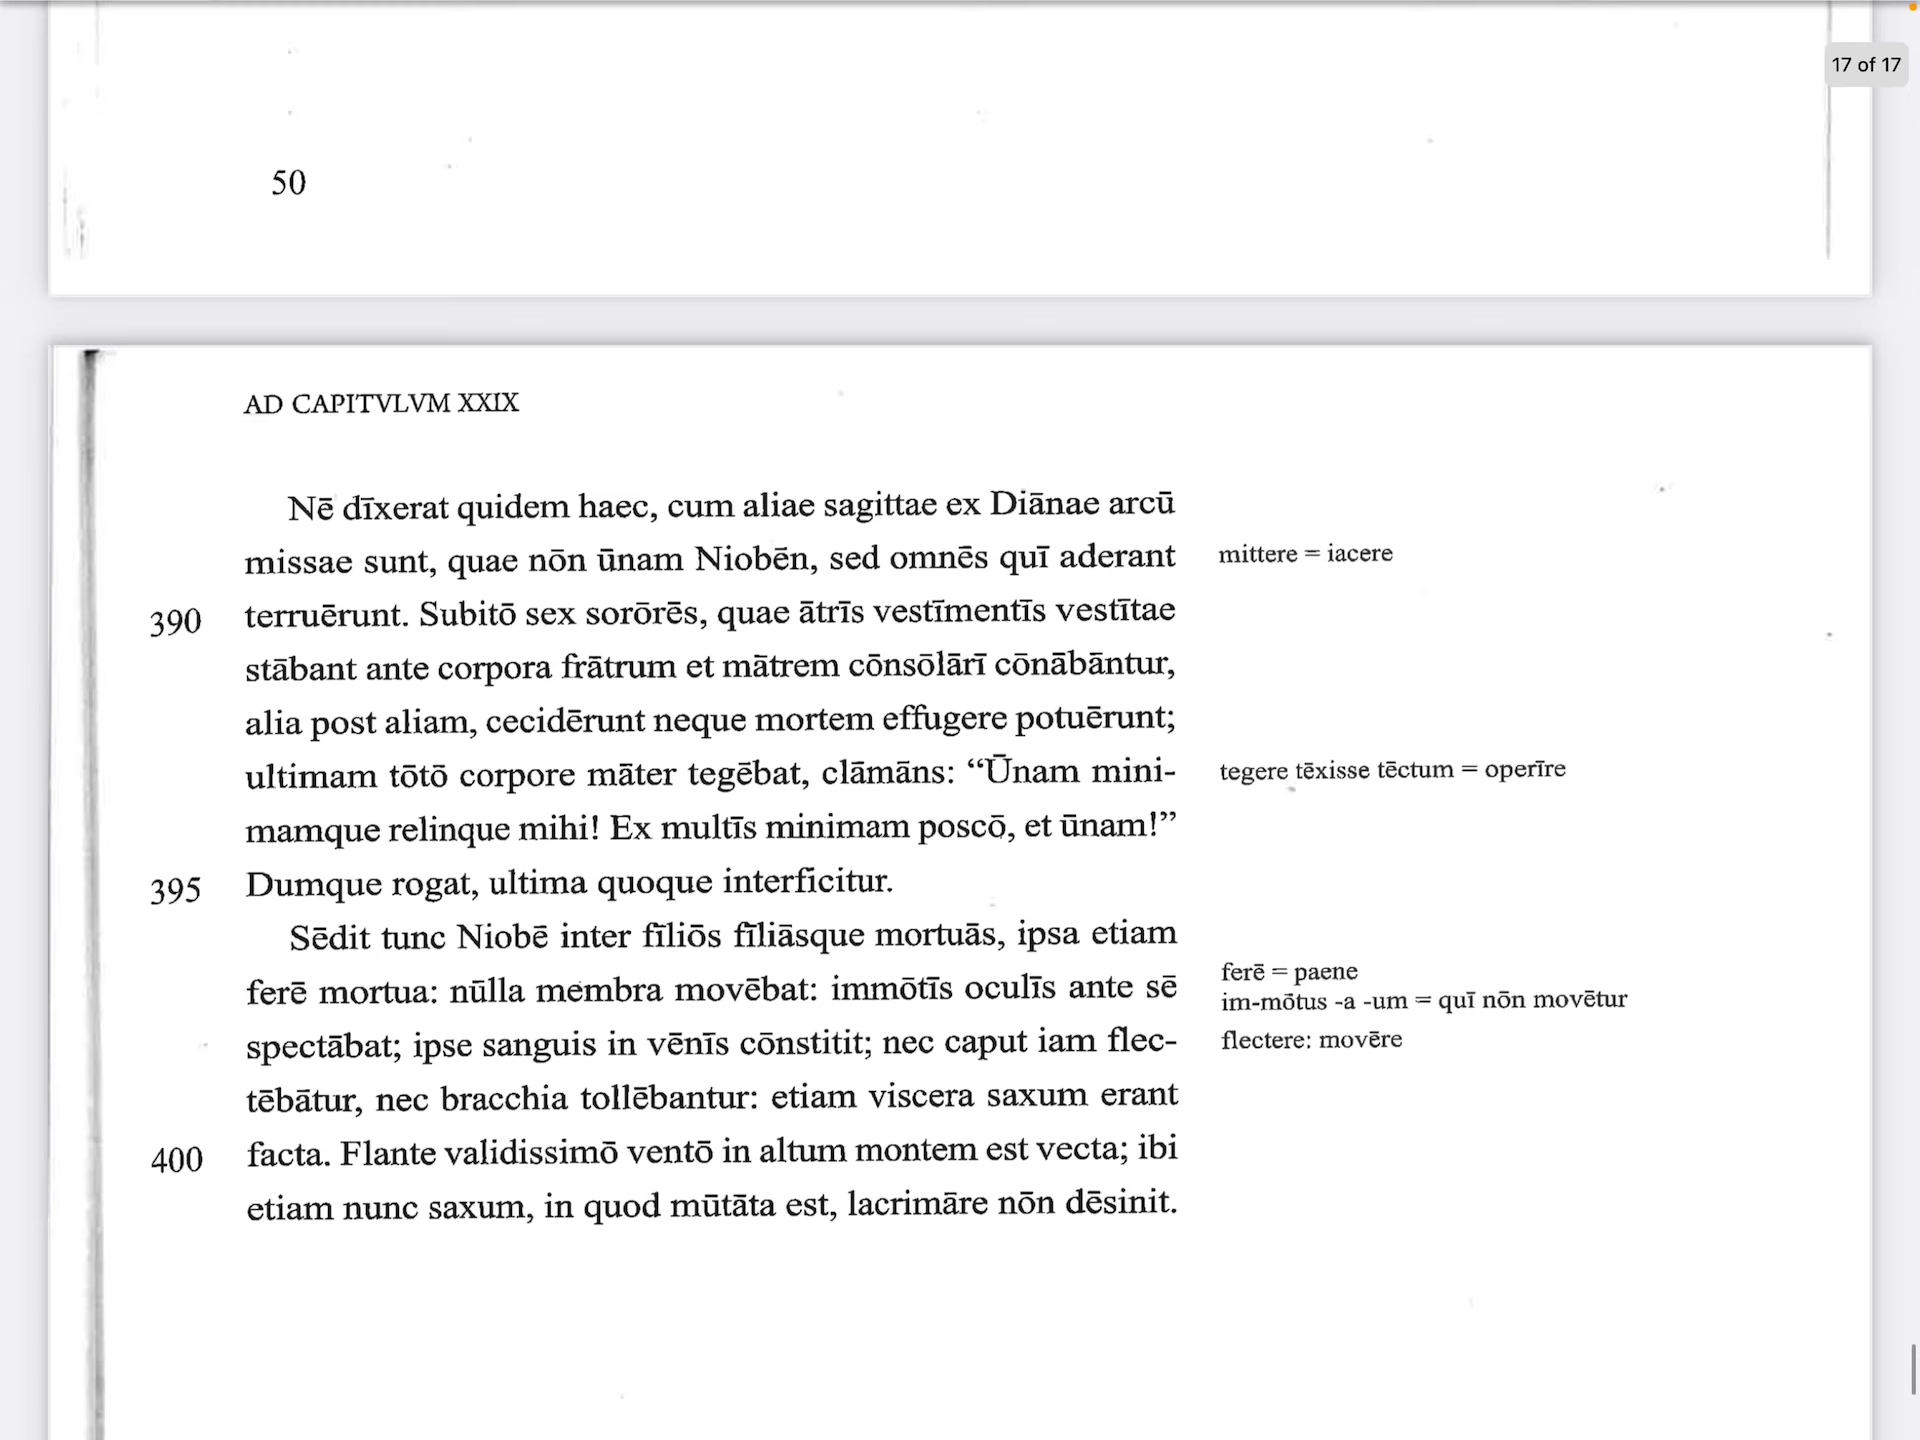 17 of 17
50
AD CAPITVLVM XXIX
Nē dīxerat quidem haec, cum aliae sagittae ex Diānae arcū
missae sunt, quae nōn ūnam Niobēn, sed omnēs quī aderant
mittere = iacere
390 terruērunt. Subitō sex sorōrēs, quae ātrīs vestīmentīs vestītae
stābant ante corpora frātrum et mātrem cōnsōlārī cōnābāntur,
alia post aliam, cecidērunt neque mortem effugere potuērunt;
ultimam tōtō corpore māter tegēbat, clāmāns: “Ūnam mini-
tegere tēxisse tēctum = operīre
mamque relinque mihi! Ex multīs minimam poscō, et ūnam!”
395 Dumque rogat, ultima quoque interficitur.
Sēdit tunc Niobē inter fīliōs fīliāsque mortuās, ipsa etiam
ferē mortua: nūlla membra movēbat: immōtīs oculīs ante sē
ferē = paene
im-mōtus -a -um = quī nōn movētur
spectābat; ipse sanguis in vēnīs cōnstitit; nec caput iam flec-
flectere: movēre
tēbātur, nec bracchia tollēbantur: etiam viscera saxum erant
400 facta. Flante validissimō ventō in altum montem est vecta; ibi
etiam nunc saxum, in quod mūtāta est, lacrimāre nōn dēsinit.